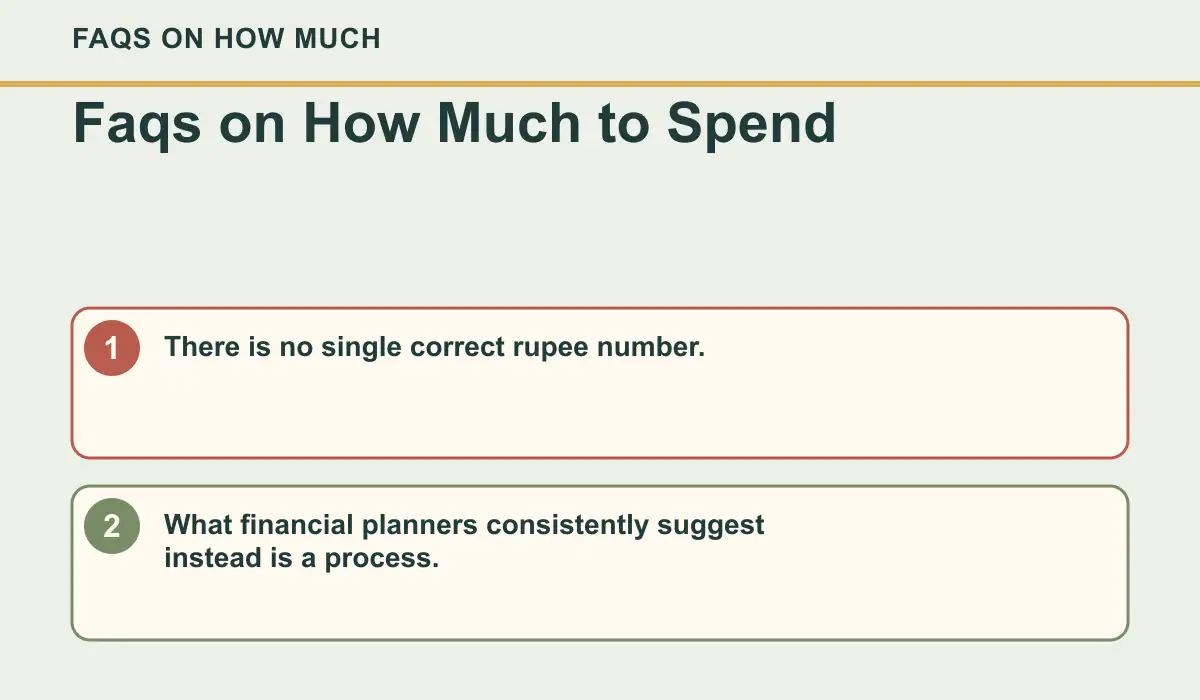 FAQS ON HOW MUCH
Faqs on How Much to Spend
1
There is no single correct rupee number.
2
What financial planners consistently suggest
instead is a process.